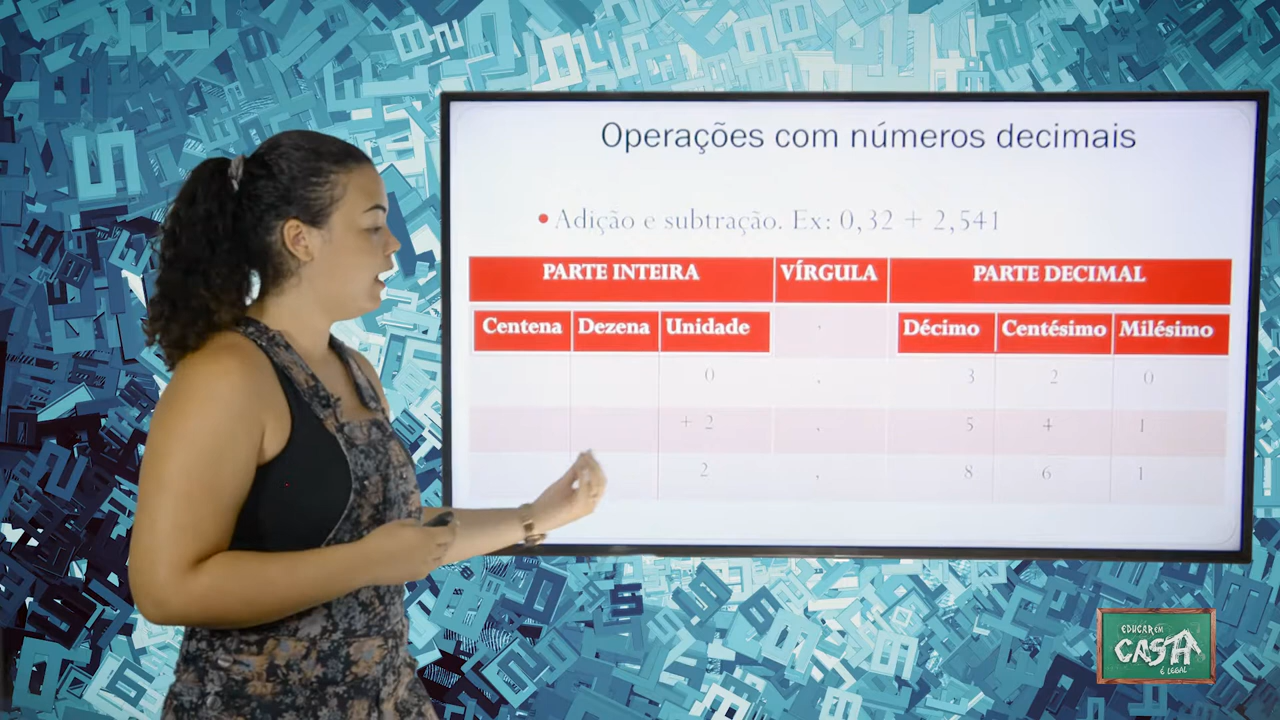 Operações com números decimais
• Adição e subtração. Ex: 0,32 + 2,541
PARTE INTEIRA VÍRGULA PARTE DECIMAL
Centena Dezena Unidade , Décimo Centésimo Milésimo
0 , 3 2 0
+ 2 , 5 4 1
2 , 8 6 1
EDUCAR EM
CASA
É LEGAL